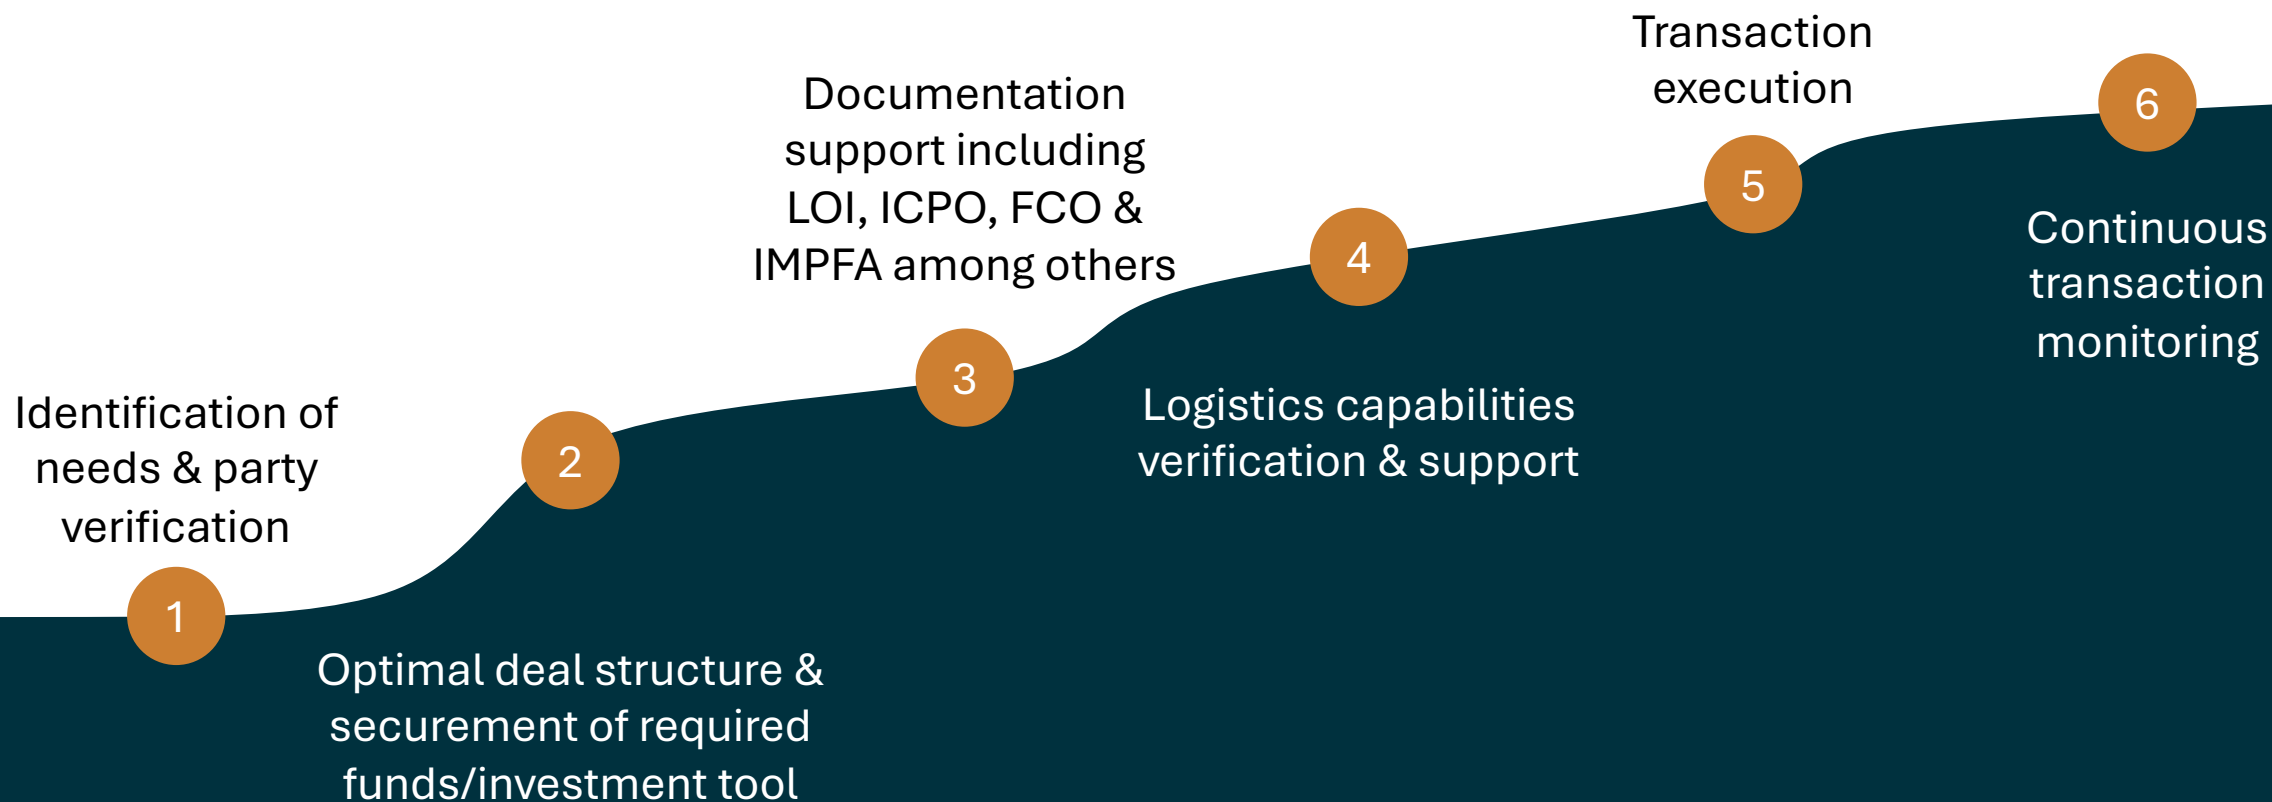 1
Identification of
needs & party
verification
2
Optimal deal structure &
securement of required
funds/investment tool
3
Documentation
support including
LOI, ICPO, FCO &
IMPFA among others
4
Logistics capabilities
verification & support
5
Transaction
execution
6
Continuous
transaction
monitoring